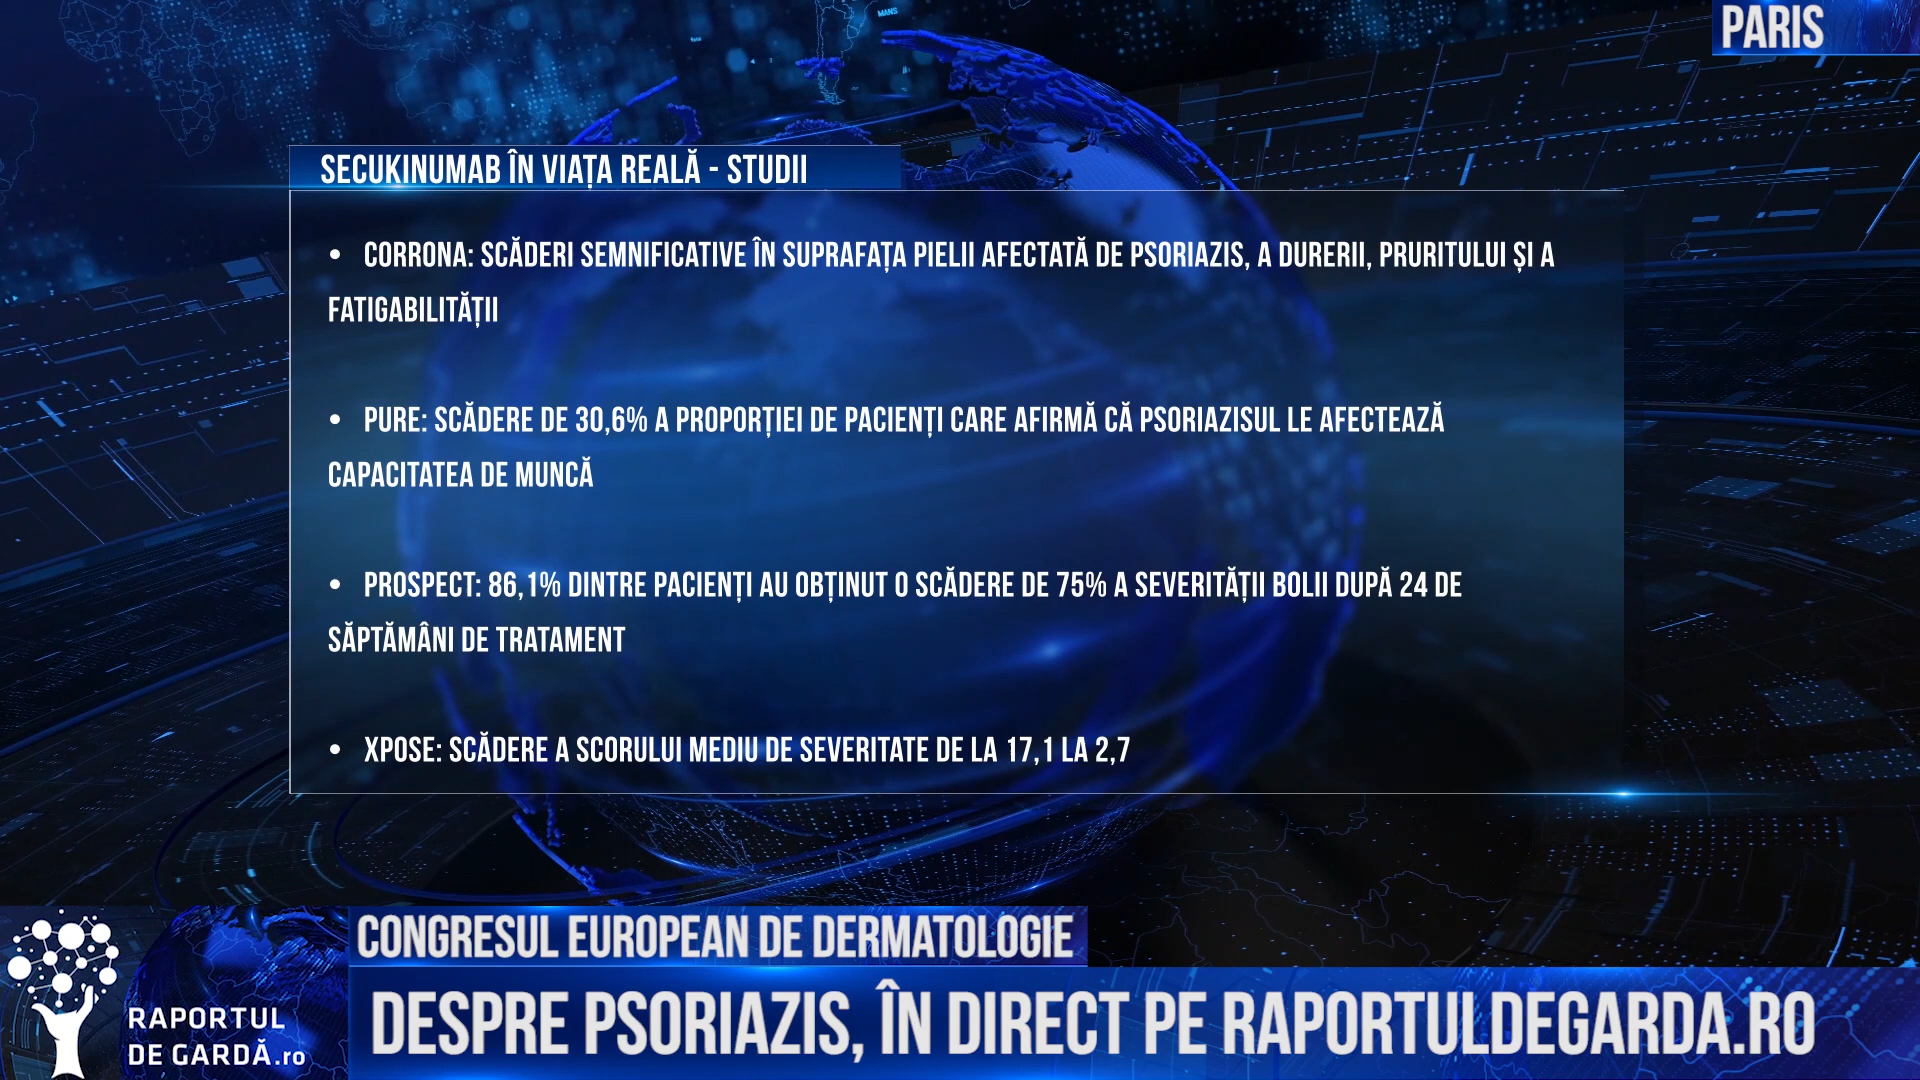 PARIS
SECUKINUMAB ÎN VIAȚA REALĂ - STUDII
• CORRONA: SCĂDERI SEMNIFICATIVE ÎN SUPRAFAȚA PIELII AFECTATĂ DE PSORIAZIS, A DURERII, PRURITULUI ȘI A
FATIGABILITĂȚII
• PURE: SCĂDERE DE 30,6% A PROPORȚIEI DE PACIENȚI CARE AFIRMĂ CĂ PSORIAZISUL LE AFECTEAZĂ
CAPACITATEA DE MUNCĂ
• PROSPECT: 86,1% DINTRE PACIENȚI AU OBȚINUT O SCĂDERE DE 75% A SEVERITĂȚII BOLII DUPĂ 24 DE
SĂPTĂMÂNI DE TRATAMENT
• XPOSE: SCĂDERE A SCORULUI MEDIU DE SEVERITATE DE LA 17,1 LA 2,7
CONGRESUL EUROPEAN DE DERMATOLOGIE
DESPRE PSORIAZIS, ÎN DIRECT PE RAPORTULDEGARDA.RO
RAPORTUL
DE GARDĂ.ro